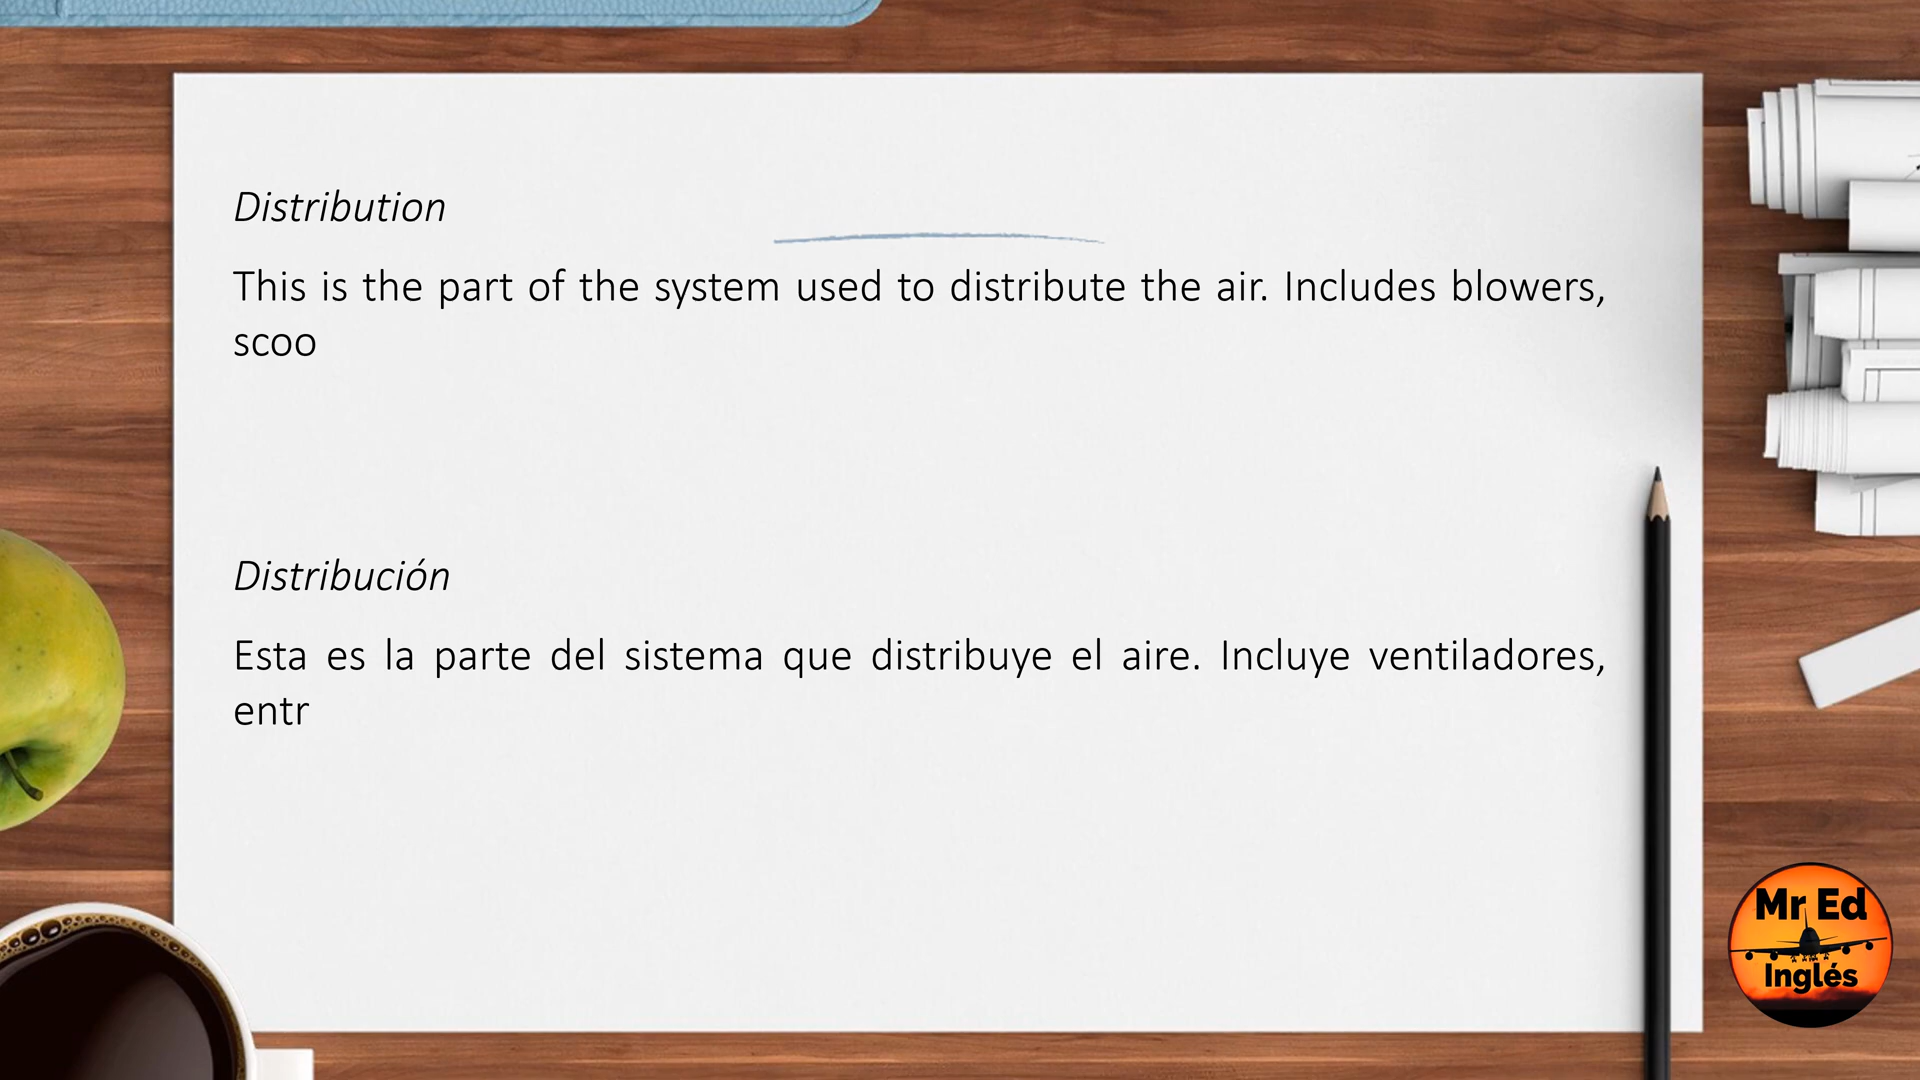 Distribution
This is the part of the system used to distribute the air. Includes blowers,
scoo
Distribución
Esta es la parte del sistema que distribuye el aire. Incluye ventiladores,
entr
Mr Ed
Inglés